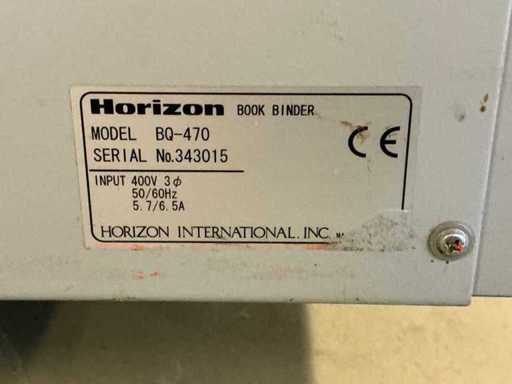 Horizon BOOK BINDER
MODEL BQ-470
SERIAL No.343015
CE
INPUT 400V 3φ
50/60Hz
5.7/6.5A
HORIZON INTERNATIONAL, INC.